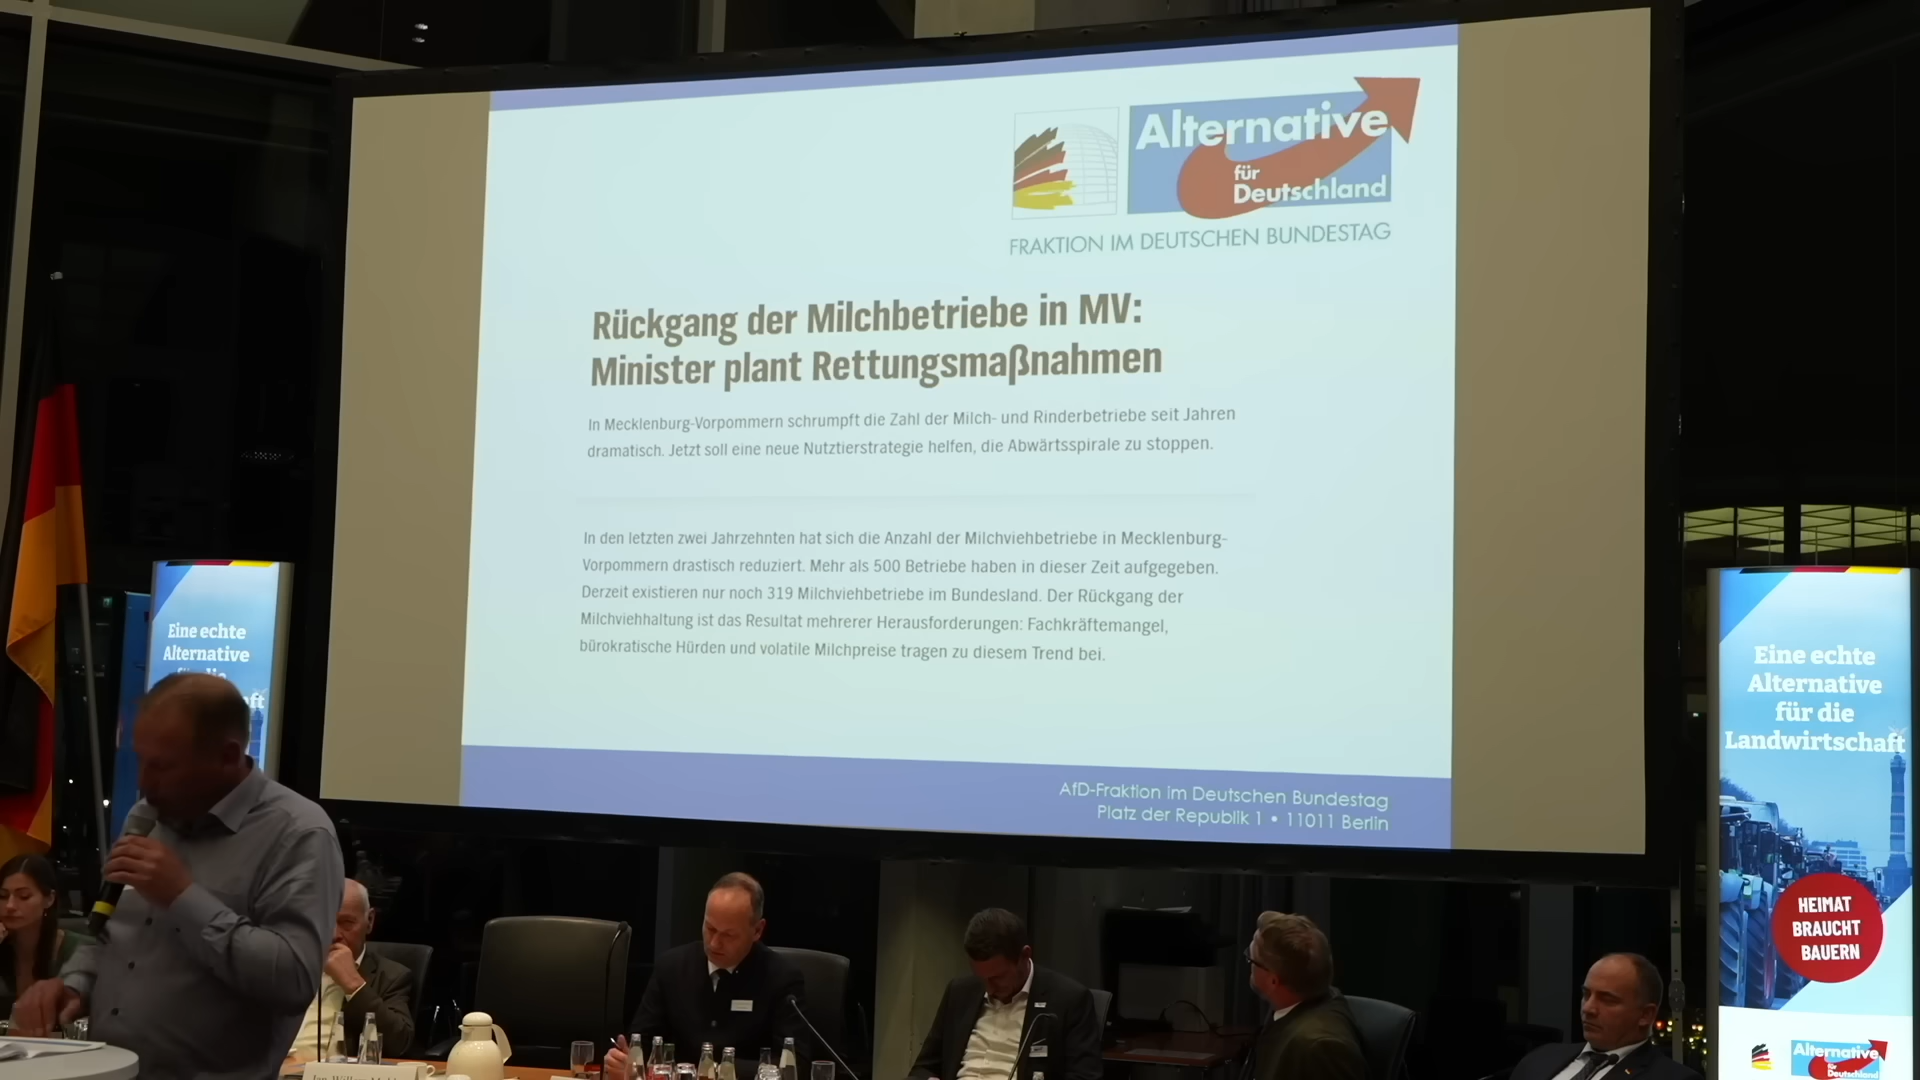 Alternative
für
Deutschland
FRAKTION IM DEUTSCHEN BUNDESTAG
Rückgang der Milchbetriebe in MV:
Minister plant Rettungsmaßnahmen
In Mecklenburg-Vorpommern schrumpft die Zahl der Milch- und Rinderbetriebe seit Jahren
dramatisch. Jetzt soll eine neue Nutztierstrategie helfen, die Abwärtsspirale zu stoppen.
In den letzten zwei Jahrzehnten hat sich die Anzahl der Milchviehbetriebe in Mecklenburg-
Vorpommern drastisch reduziert. Mehr als 500 Betriebe haben in dieser Zeit aufgegeben.
Derzeit existieren nur noch 319 Milchviehbetriebe im Bundesland. Der Rückgang der
Milchviehhaltung ist das Resultat mehrerer Herausforderungen: Fachkräftemangel,
bürokratische Hürden und volatile Milchpreise tragen zu diesem Trend bei.
AfD-Fraktion im Deutschen Bundestag
Platz der Republik 1 • 11011 Berlin
Eine echte
Alternative
Eine echte
Alternative
für die
Landwirtschaft
HEIMAT
BRAUCHT
BAUERN
Alternative
für
Deutschland